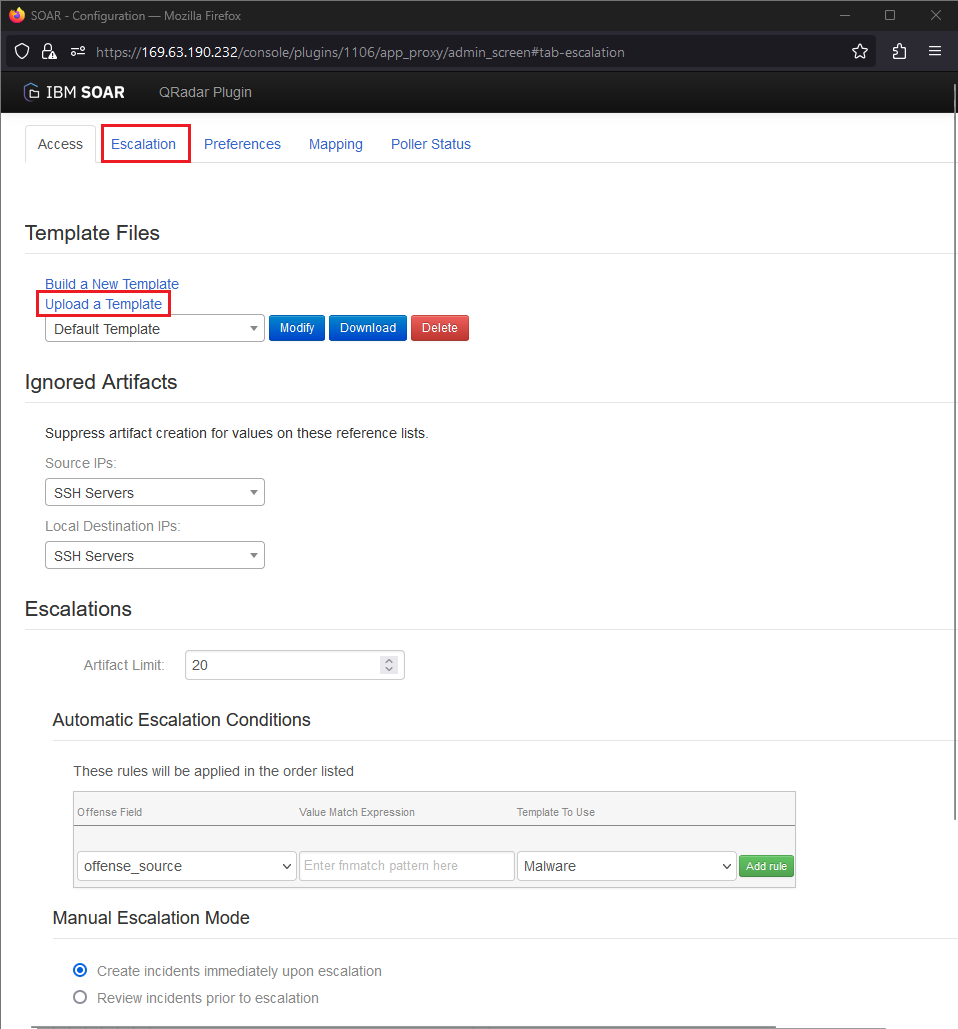 SOAR - Configuration — Mozilla Firefox
https://169.63.190.232/console/plugins/1106/app_proxy/admin_screen#tab-escalation
IBM SOAR QRadar Plugin
Access Escalation Preferences Mapping Poller Status
Template Files
Build a New Template
Upload a Template
Default Template Modify Download Delete
Ignored Artifacts
Suppress artifact creation for values on these reference lists.
Source IPs:
SSH Servers
Local Destination IPs:
SSH Servers
Escalations
Artifact Limit: 20
Automatic Escalation Conditions
These rules will be applied in the order listed
Offense Field Value Match Expression Template To Use
offense_source Enter fnmatch pattern here Malware Add rule
Manual Escalation Mode
Create incidents immediately upon escalation
Review incidents prior to escalation